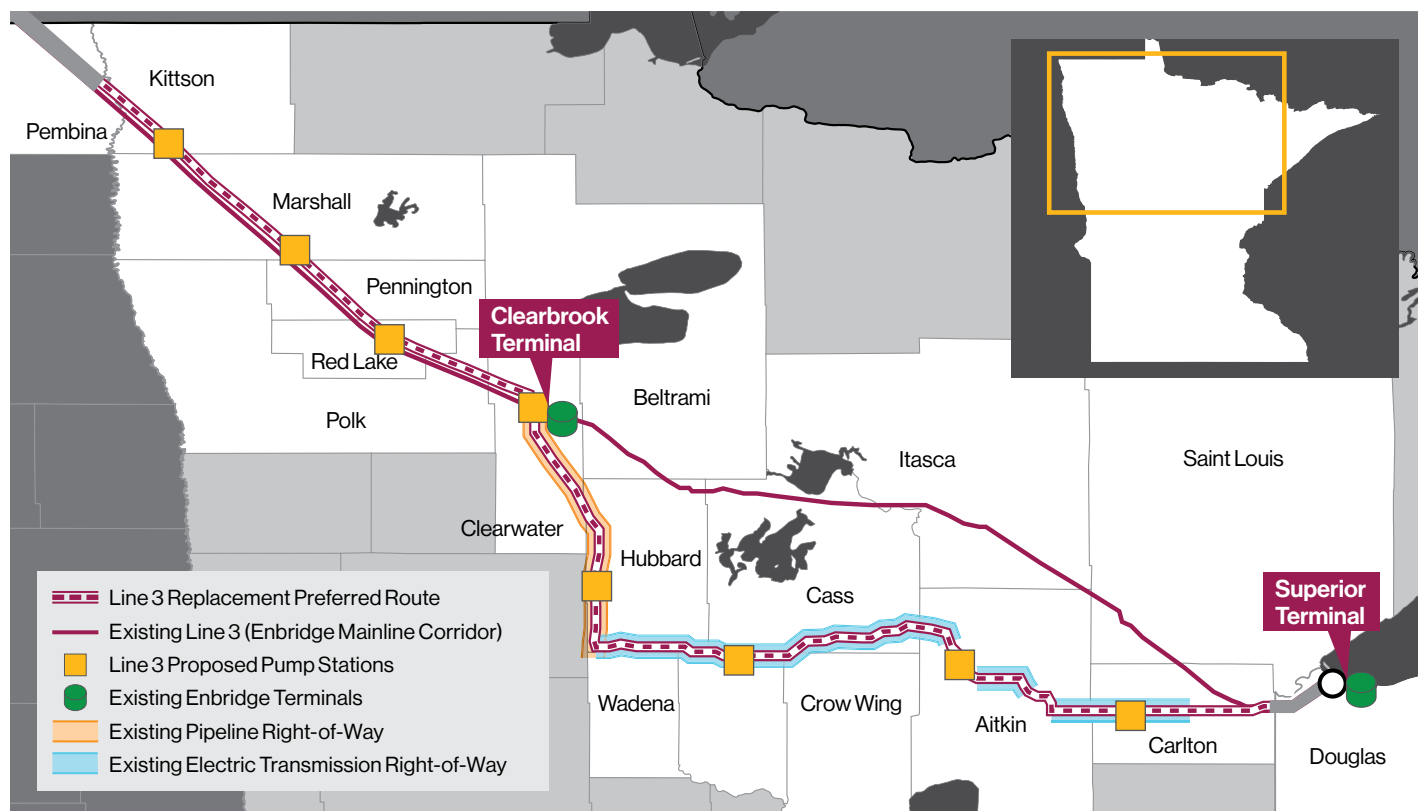 Kittson
Pembina
Marshall
Pennington
Clearbrook
Terminal
Red Lake
Beltrami
Polk
Itasca
Saint Louis
Clearwater
Hubbard
Cass
Superior
Terminal
Wadena
Crow Wing
Aitkin
Carlton
Douglas
Line 3 Replacement Preferred Route
Existing Line 3 (Enbridge Mainline Corridor)
Line 3 Proposed Pump Stations
Existing Enbridge Terminals
Existing Pipeline Right-of-Way
Existing Electric Transmission Right-of-Way